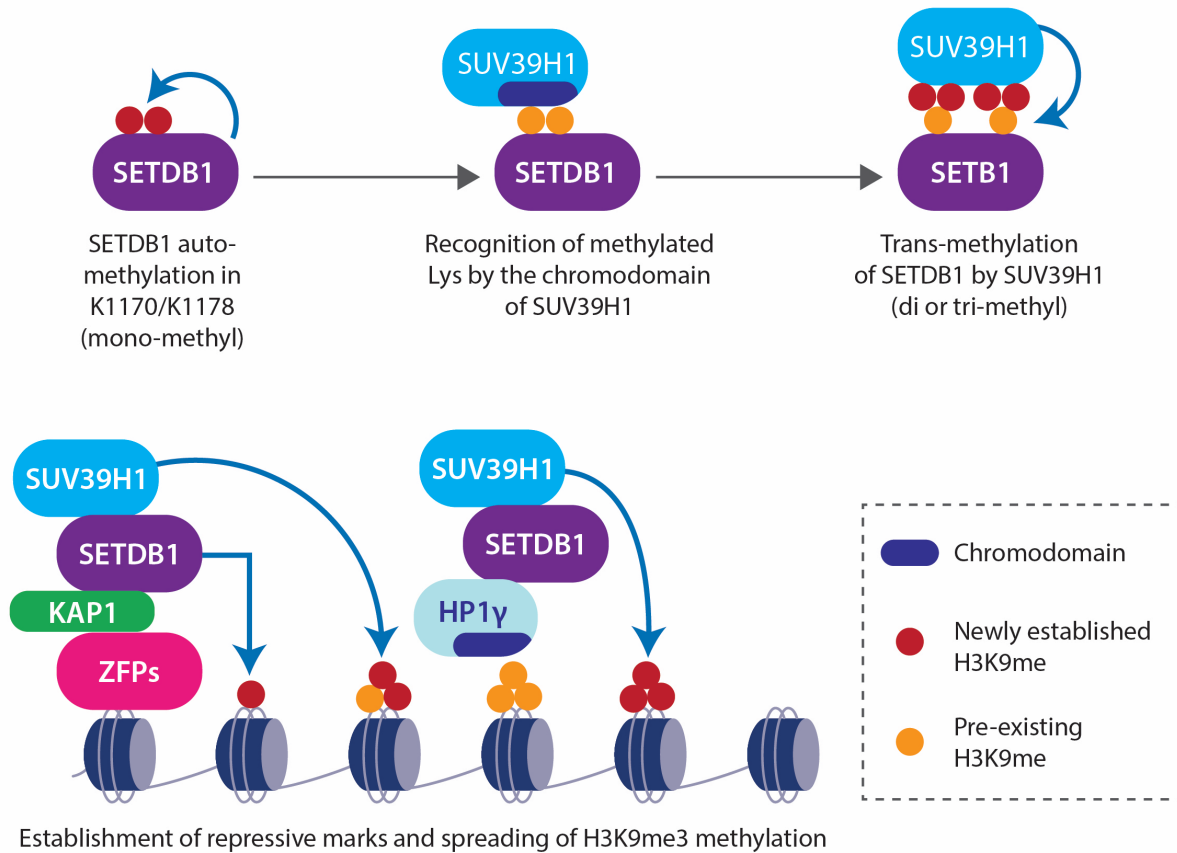 SETDB1
SETDB1 auto-
methylation in
K1170/K1178
(mono-methyl)
SUV39H1
SETDB1
Recognition of methylated
Lys by the chromodomain
of SUV39H1
SUV39H1
SETB1
Trans-methylation
of SETDB1 by SUV39H1
(di or tri-methyl)
SUV39H1
SETDB1
KAP1
ZFPs
SUV39H1
SETDB1
HP1γ
Chromodomain
Newly established
H3K9me
Pre-existing
H3K9me
Establishment of repressive marks and spreading of H3K9me3 methylation